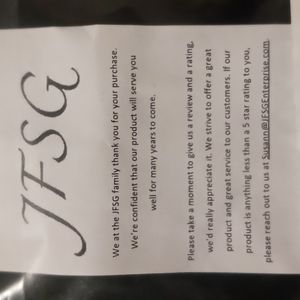 JFSG
We at the JFSG family thank you for your purchase.
We're confident that our product will serve you
well for many years to come.
Please take a moment to give us a review and a rating,
we'd really appreciate it. We strive to offer a great
product and great service to our customers. If our
product is anything less than a 5 star rating to you,
please reach out to us at Susann@JFSGEnterprise.com.